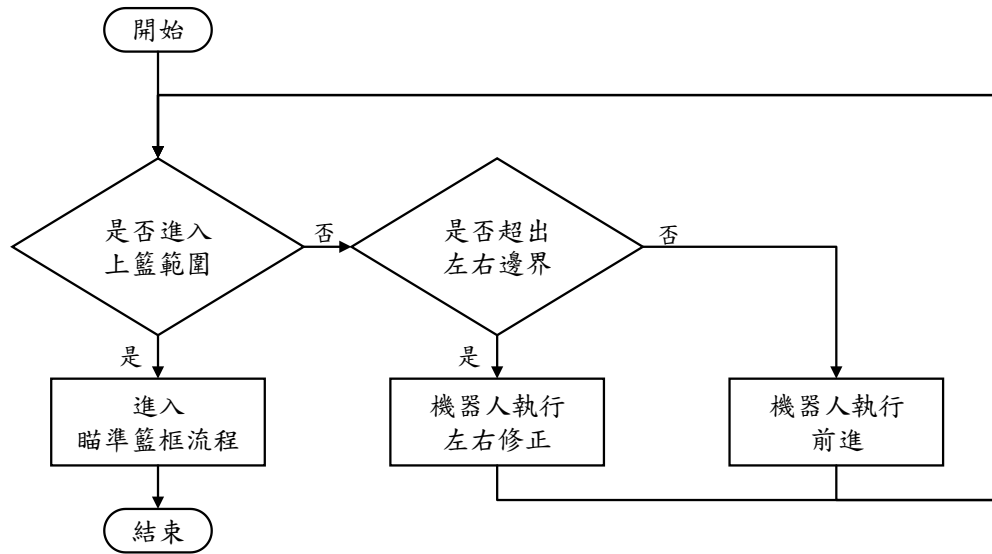 開始
是否進入
上籃範圍
否
是否超出
左右邊界
否
是
是
進入
瞄準籃框流程
機器人執行
左右修正
機器人執行
前進
結束